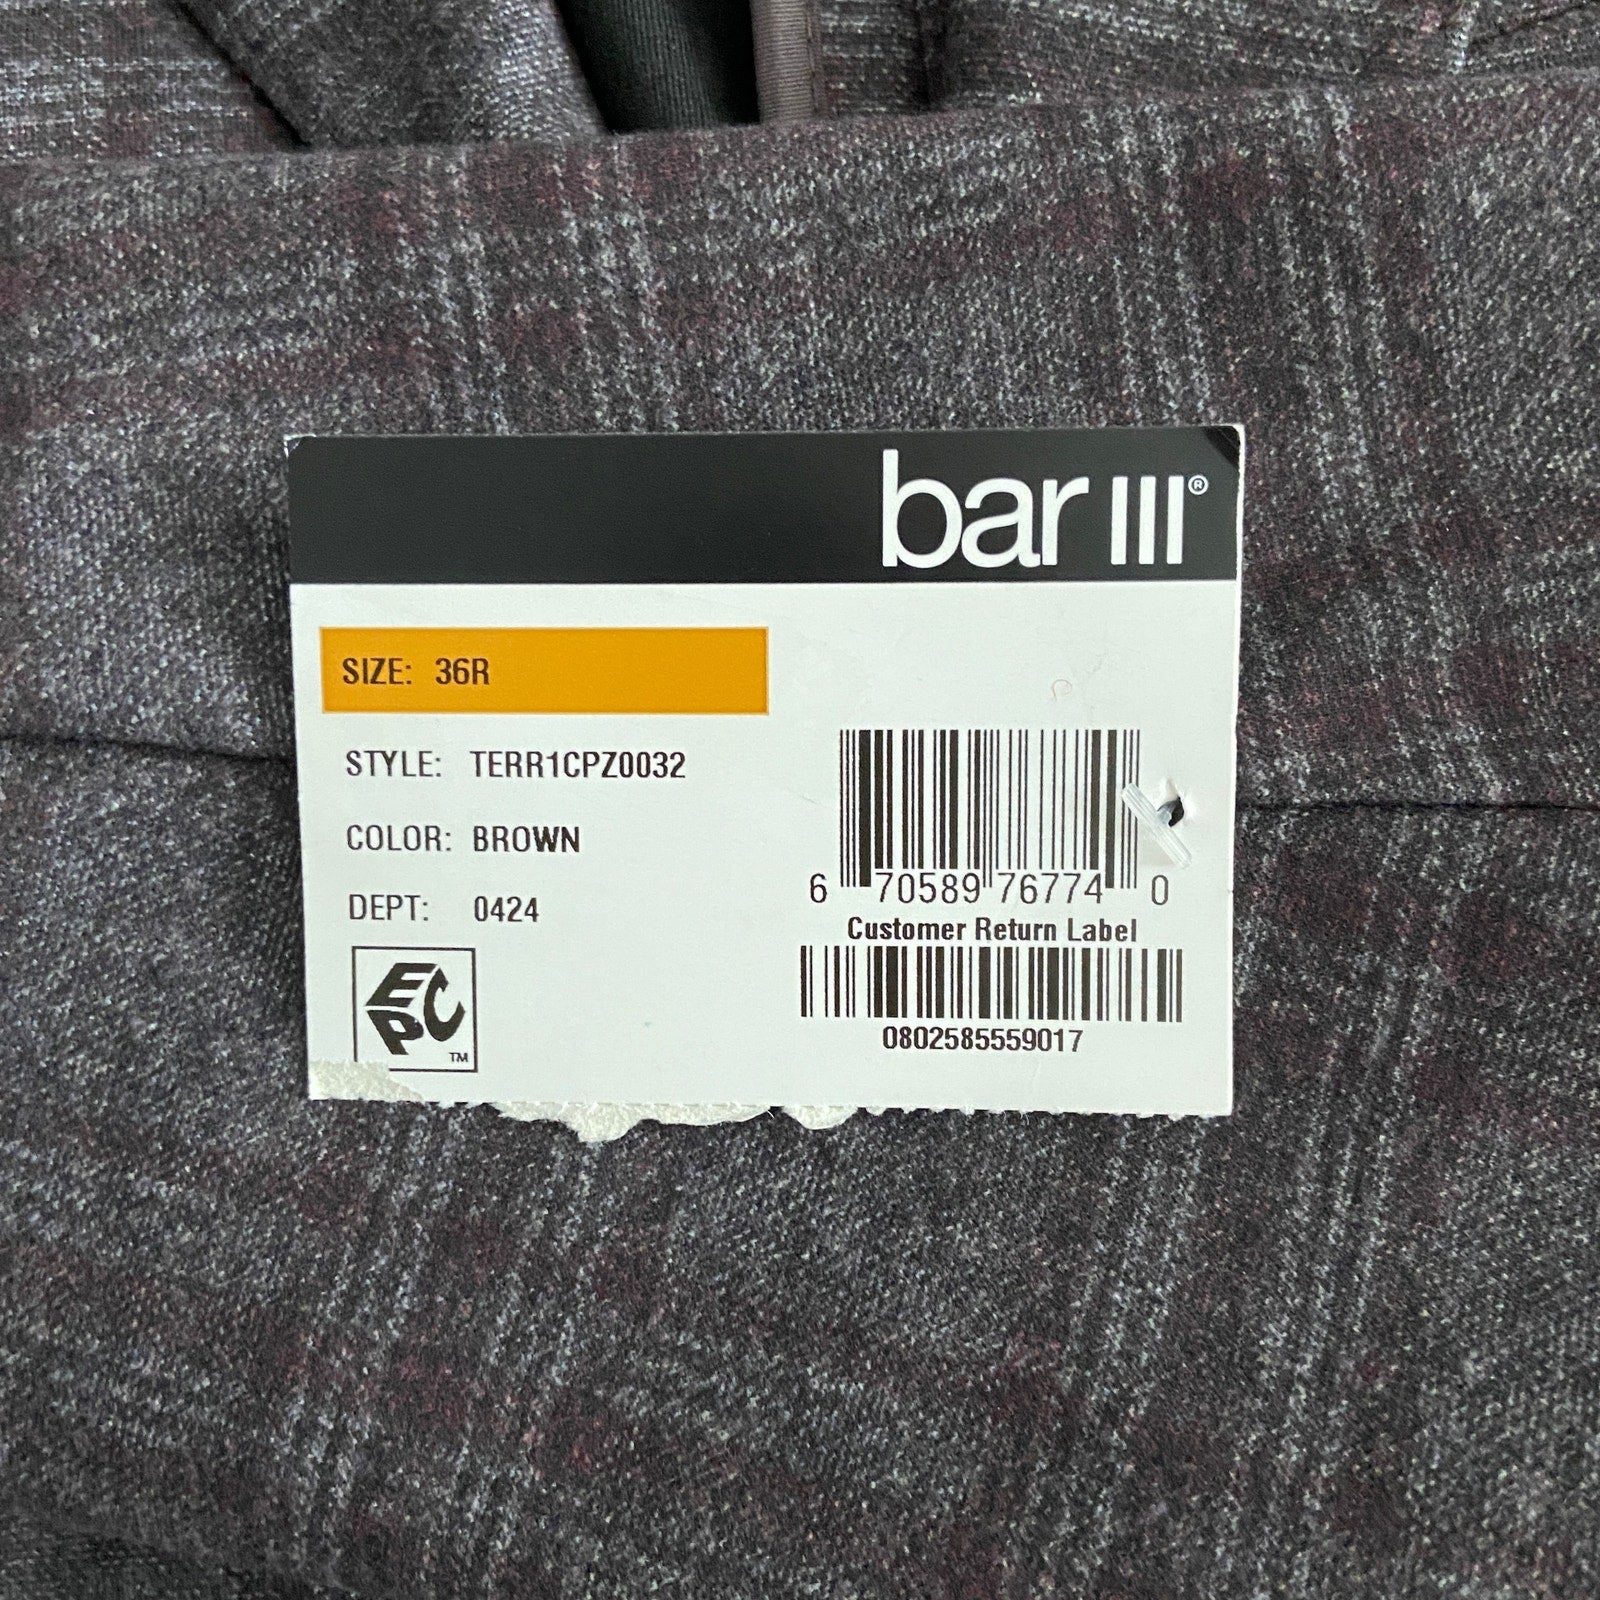 bar III®
SIZE: 36R
STYLE: TERR1CPZ0032
COLOR: BROWN
DEPT: 0424
EPC
TM
6 70589 76774 0
Customer Return Label
0802585559017